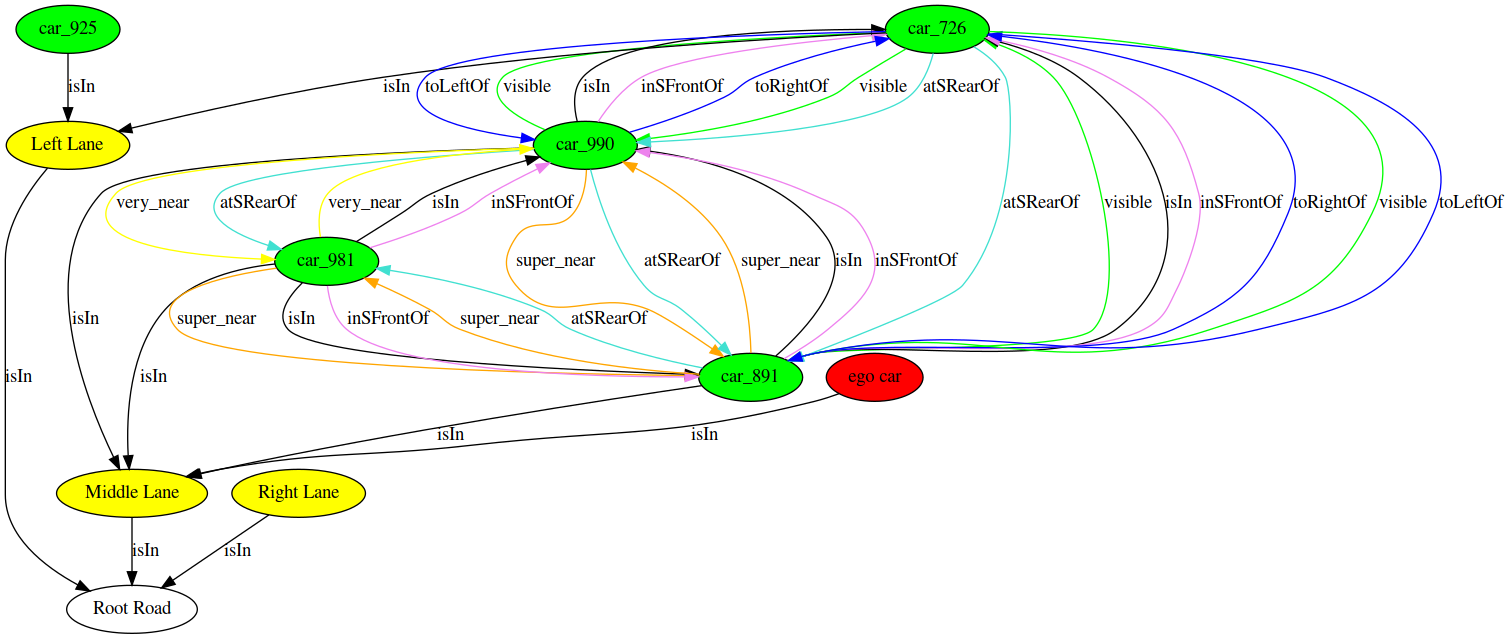 car_925
car_726
isIn
isIn
toLeftOf
visible
isIn
inSFrontOf
toRightOf
visible
atSRearOf
Left Lane
car_990
very_near
atSRearOf
very_near
isIn
inSFrontOf
super_near
atSRearOf
super_near
isIn
inSFrontOf
atSRearOf
visible
isIn
inSFrontOf
toRightOf
visible
toLeftOf
car_981
isIn
super_near
isIn
inSFrontOf
super_near
atSRearOf
isIn
isIn
car_891
ego car
isIn
isIn
Middle Lane
Right Lane
isIn
isIn
Root Road